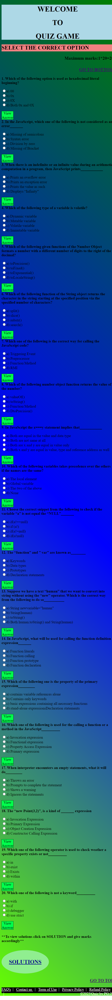 WELCOME
TO
QUIZ GAME
SELECT THE CORRECT OPTION
Maximum marks:1*20=2
GO TO BOTTOM
1. Which of the following option is used as hexadecimal literal
beginning?
a) 00
b) 0x
c) 0X
d) Both 0x and 0X
View
Answer
2. In the JavaScript, which one of the following is not considered as an
error_______
a) Missing of semicolons
b) Syntax error
c) Division by zero
d) Missing of Bracket
View
Answer
3. When there is an indefinite or an infinite value during an arithmetic
computation in a program, then JavaScript prints____________
a) Prints an overflow error
b) Prints an exception error
c) Prints the value as such
d) Displays “Infinity”
View
Answer
4. Which of the following type of a variable is volatile?
a) Dynamic variable
b) Mutable variable
c) Volatile variable
d) Immutable variable
View
Answer
5. Which of the following given functions of the Number Object
formats a number with a different number of digits to the right of the
decimal?
a) toPrecision()
b) toFixed()
c) toExponential()
d) toLocaleString()
View
Answer
6. Which of the following function of the String object returns the
character in the string starting at the specified position via the
specified number of characters?
a) split()
b) slice()
c) substr()
d) search()
View
Answer
7. Which one of the following is the correct way for calling the
JavaScript code?
a) Triggering Event
b) Preprocessor
c) Function/Method
d) RMI
View
Answer
8. Which of the following number object function returns the value of
the number?
a) valueOf()
b) toString()
c) Function/Method
d) DtoPrecision()
View
Answer
9. In JavaScript the x===y statement implies that____________
a) Both are equal in the value and data type
b) Both are not same at all
c) Both are x and y are equal in value only
d) Both x and y are equal in value, type and reference address as well.
View
Answer
10. Which of the following variables takes precedence over the others
if the names are the same?
a) The local element
b) Global variable
c) The two of the above
d) None
View
Answer
11. Choose the correct snippet from the following to check if the
variable “a” is not equal the “NULL”______
a) if(a!==null)
b) if (a!)
c) if(a!=null)
d) if(a!null)
View
Answer
12. The “function” and ” var” are known as________
a) Keywords
b) Data types
c) Prototypes
d) Declaration statements
View
Answer
13. Suppose we have a text “human” that we want to convert into
string without using the “new” operator. Which is the correct way
from the following to do so___________
a) String newvariable=”human”
b) String(human)
c) toString()
d) Both human.toString() and String(human)
View
Answer
14. In JavaScript, what will be used for calling the function definition
expression_______
a) Function literals
b) Function calling
c) Function prototype
d) Function declaration
View
Answer
15. Which of the following one is the property of the primary
expression_________
a) contains variable references alone
b) Contains only keywords
c) basic expressions containing all necessary functions
d) stand-alone expressionsDeclaration statements
View
Answer
16. Which one of the following is used for the calling a function or a
method in the JavaScript__________
a) Invocation expression
b) Functional expression
c) Property Access Expression
d) Primary expression
View
Answer
17. When interpreter encounters an empty statements, what it will
do_________
a) Throws an error
b) Prompts to complete the statement
c) Shows a warning
d) Ignores the statements
View
Answer
18. The “new Point(3,2)”, is a kind of _______ expression
a) Invocation Expression
b) Primary Expression
c) Object Creation Expression
d) Constructor Calling Expression
View
Answer
19. Which one of the following operator is used to check weather a
specific property exists or not__________
a) in
b) exist
c) Exists
d) within
View
Answer
20. Which one of the following is not a keyword__________
a) with
b) if
c) debugger
d) use strict
View
Answer
**To view solutions click on SOLUTION and give marks
accordingly**
SOLUTIONS
GO TO TO
FAQ's | Contact us | Term of Use | Privacy Policy | Refund Policy
| ©2023|Quiz by PG-2